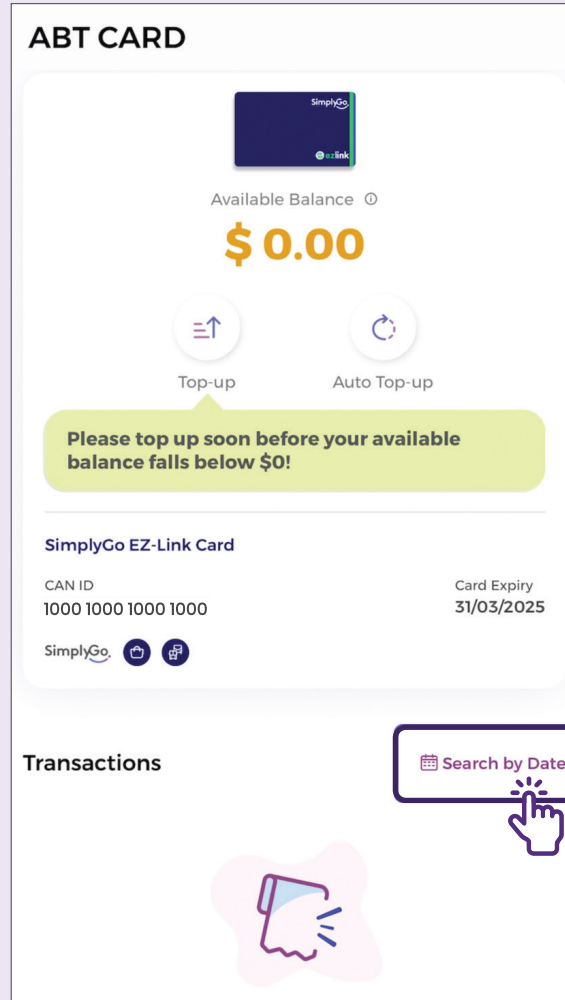 ABT CARD
SimplyGo
ezlink
Available Balance
$ 0.00
Top-up
Auto Top-up
Please top up soon before your available
balance falls below $0!
SimplyGo EZ-Link Card
CAN ID
Card Expiry
1000 1000 1000 1000
31/03/2025
SimplyGo.
Transactions
Search by Date